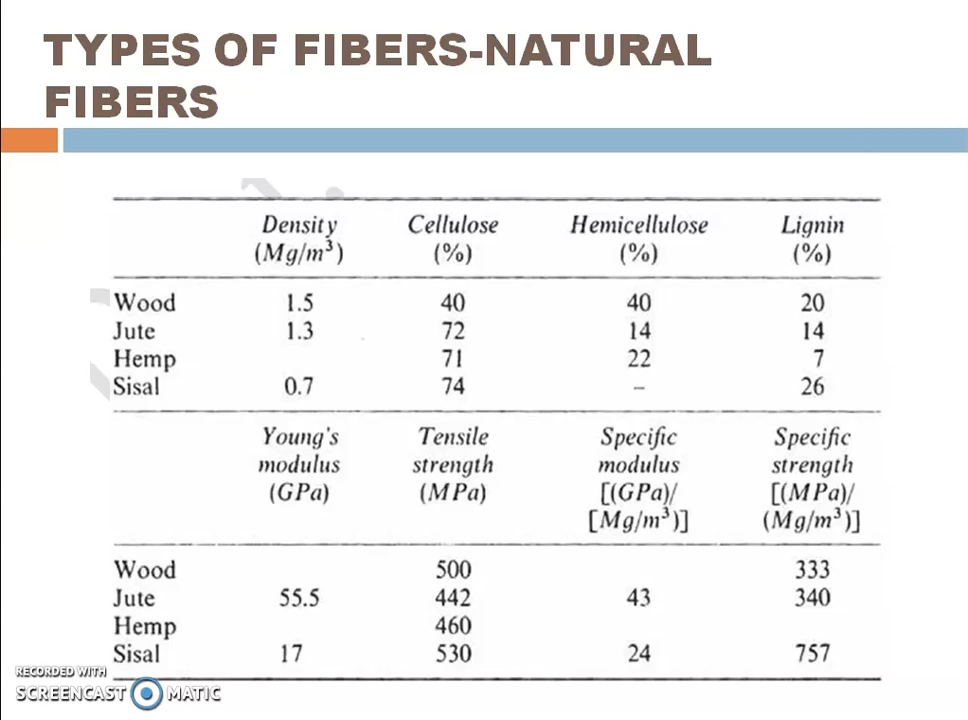 TYPES OF FIBERS-NATURAL
FIBERS
Density Cellulose Hemicellulose Lignin
(Mg/m³) (%) (%) (%)
Wood 1.5 40 40 20
Jute 1.3 72 14 14
Hemp 71 22 7
Sisal 0.7 74 – 26
Young's Tensile Specific Specific
modulus strength modulus strength
(GPa) (MPa) [(GPa)/ [(MPa)/
[Mg/m³)] (Mg/m³)]
Wood 500 333
Jute 55.5 442 43 340
Hemp 460
Sisal 17 530 24 757
RECORDED WITH
SCREENCAST MATIC